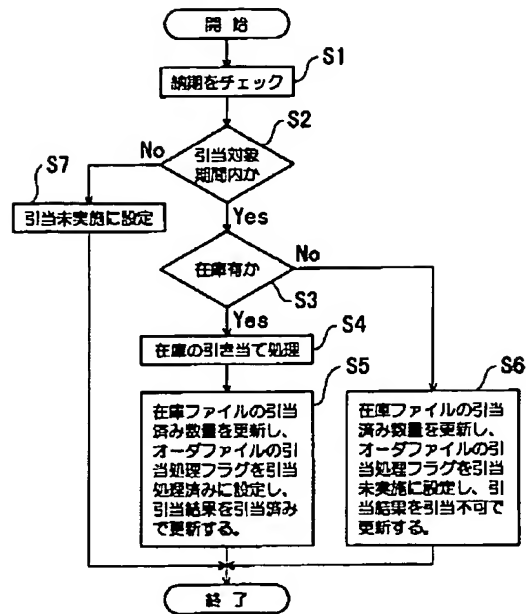 開 始
納期をチェック
S1
引当対象
期間内か
S2
No
Yes
S7
引当未実施に設定
在庫有か
S3
No
Yes
在庫の引き当て処理
S4
S5
在庫ファイルの引当
済み数量を更新し、
オーダファイルの引
当処理フラグを引当
処理済みに設定し、
引当結果を引当済み
で更新する。
S6
在庫ファイルの引当
済み数量を更新し、
オーダファイルの引
当処理フラグを引当
未実施に設定し、引
当結果を引当不可で
更新する。
終 了